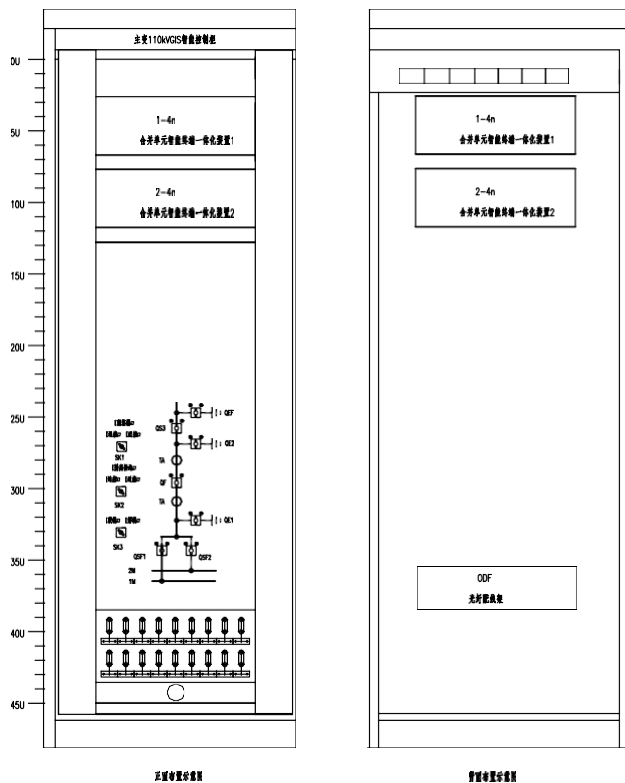 主变110kVGIS智能控制柜
0U
5U
10U
15U
20U
25U
30U
35U
40U
45U
1-4n
合并单元智能终端一体化装置1
2-4n
合并单元智能终端一体化装置2
QEF
QS3
QE2
TA
QF
TA
QE1
QSF1
QSF2
2M
1M
SK1
SK2
SK3
正面布置示意图
1-4n
合并单元智能终端一体化装置1
2-4n
合并单元智能终端一体化装置2
ODF
光纤配线架
背面布置示意图